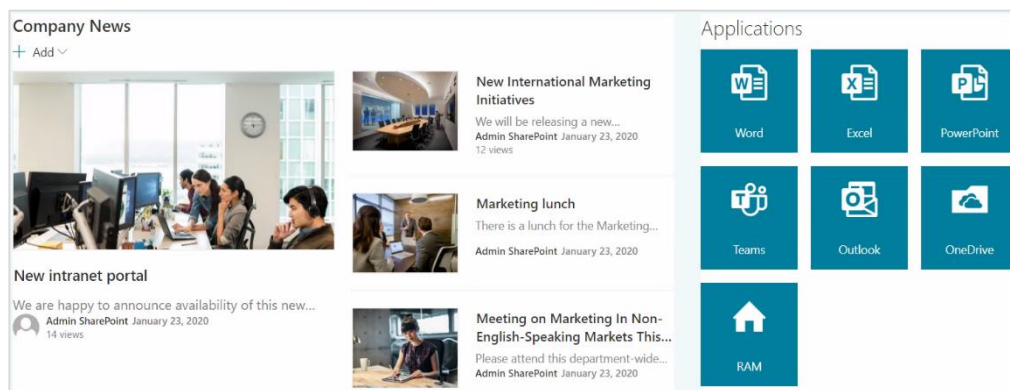 Company News
+ Add
New intranet portal
We are happy to announce availability of this new...
Admin SharePoint January 23, 2020
14 views
New International Marketing
Initiatives
We will be releasing a new...
Admin SharePoint January 23, 2020
12 views
Marketing lunch
There is a lunch for the Marketing...
Admin SharePoint January 23, 2020
Meeting on Marketing In Non-
English-Speaking Markets This...
Please attend this department-wide...
Admin SharePoint January 23, 2020
Applications
Word
Excel
PowerPoint
Teams
Outlook
OneDrive
RAM